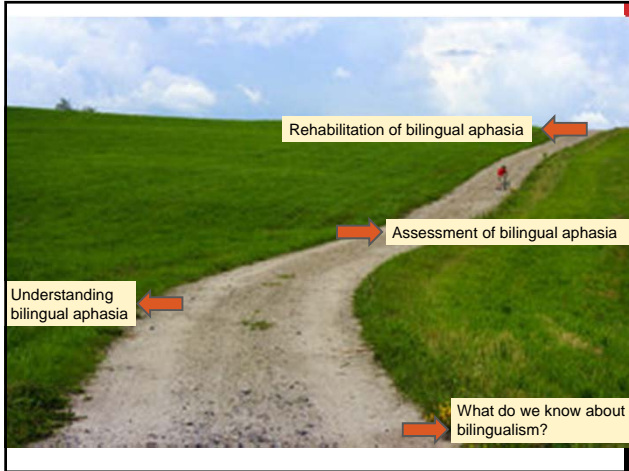 Rehabilitation of bilingual aphasia
Assessment of bilingual aphasia
Understanding
bilingual aphasia
What do we know about
bilingualism?